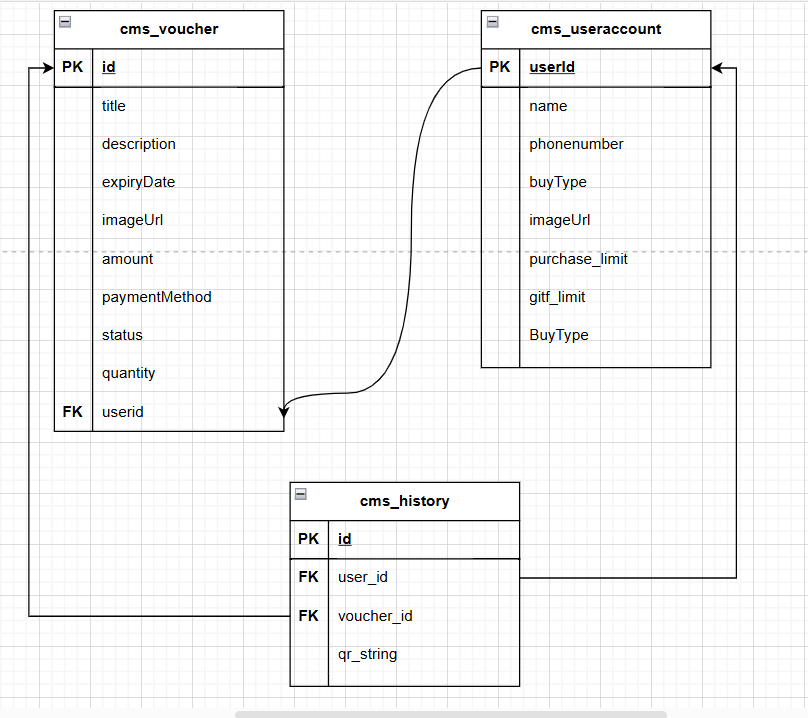 cms_voucher
PK id
title
description
expiryDate
imageUrl
amount
paymentMethod
status
quantity
FK userid
cms_useraccount
PK userId
name
phonenumber
buyType
imageUrl
purchase_limit
gitf_limit
BuyType
cms_history
PK id
FK user_id
FK voucher_id
qr_string